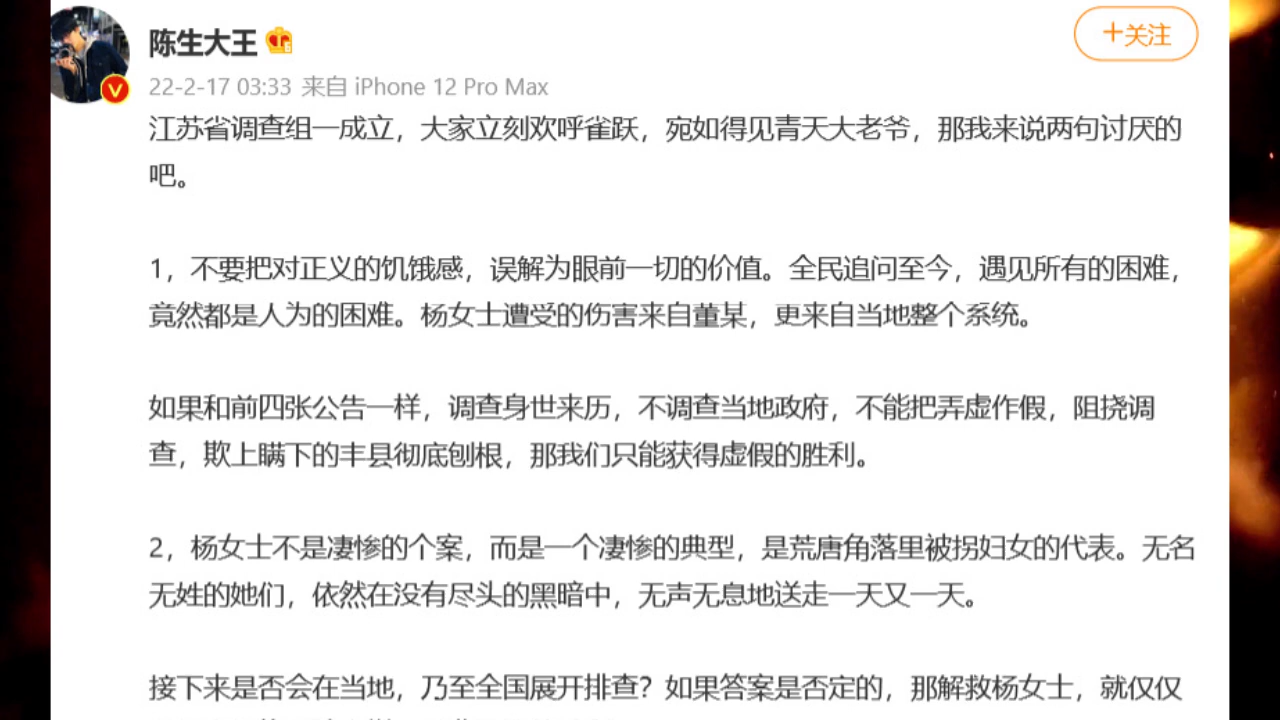 陈生大王
+关注
22-2-17 03:33 来自 iPhone 12 Pro Max
江苏省调查组一成立，大家立刻欢呼雀跃，宛如得见青天大老爷，那我来说两句讨厌的
吧。
1，不要把对正义的饥饿感，误解为眼前一切的价值。全民追问至今，遇见所有的困难，
竟然都是人为的困难。杨女士遭受的伤害来自董某，更来自当地整个系统。
如果和前四张公告一样，调查身世来历，不调查当地政府，不能把弄虚作假，阻挠调
查，欺上瞒下的丰县彻底刨根，那我们只能获得虚假的胜利。
2，杨女士不是凄惨的个案，而是一个凄惨的典型，是荒唐角落里被拐妇女的代表。无名
无姓的她们，依然在没有尽头的黑暗中，无声无息地送走一天又一天。
接下来是否会在当地，乃至全国展开排查？如果答案是否定的，那解救杨女士，就仅仅